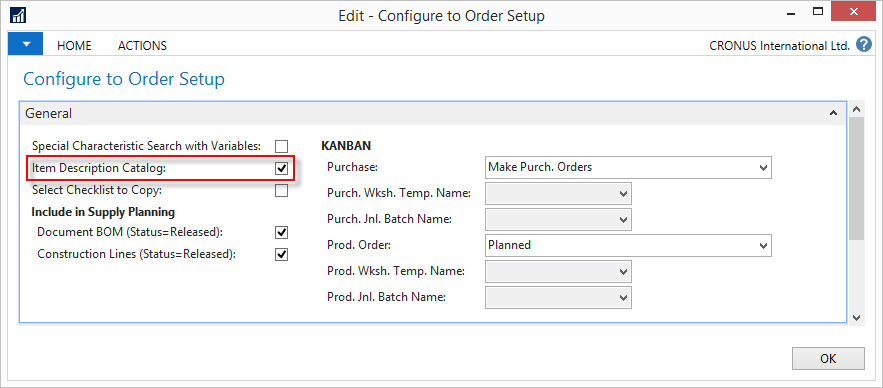 Edit - Configure to Order Setup
HOME ACTIONS CRONUS International Ltd. ?
Configure to Order Setup
General
Special Characteristic Search with Variables:
Item Description Catalog:
Select Checklist to Copy:
Include in Supply Planning
Document BOM (Status=Released):
Construction Lines (Status=Released):
KANBAN
Purchase: Make Purch. Orders
Purch. Wksh. Temp. Name:
Purch. Jnl. Batch Name:
Prod. Order: Planned
Prod. Wksh. Temp. Name:
Prod. Jnl. Batch Name:
OK